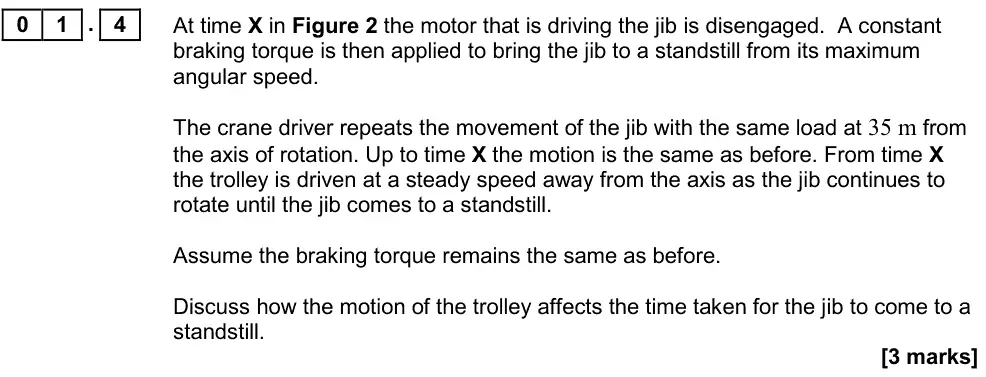 0 1 . 4 At time X in Figure 2 the motor that is driving the jib is disengaged. A constant
braking torque is then applied to bring the jib to a standstill from its maximum
angular speed.
The crane driver repeats the movement of the jib with the same load at 35 m from
the axis of rotation. Up to time X the motion is the same as before. From time X
the trolley is driven at a steady speed away from the axis as the jib continues to
rotate until the jib comes to a standstill.
Assume the braking torque remains the same as before.
Discuss how the motion of the trolley affects the time taken for the jib to come to a
standstill.
[3 marks]